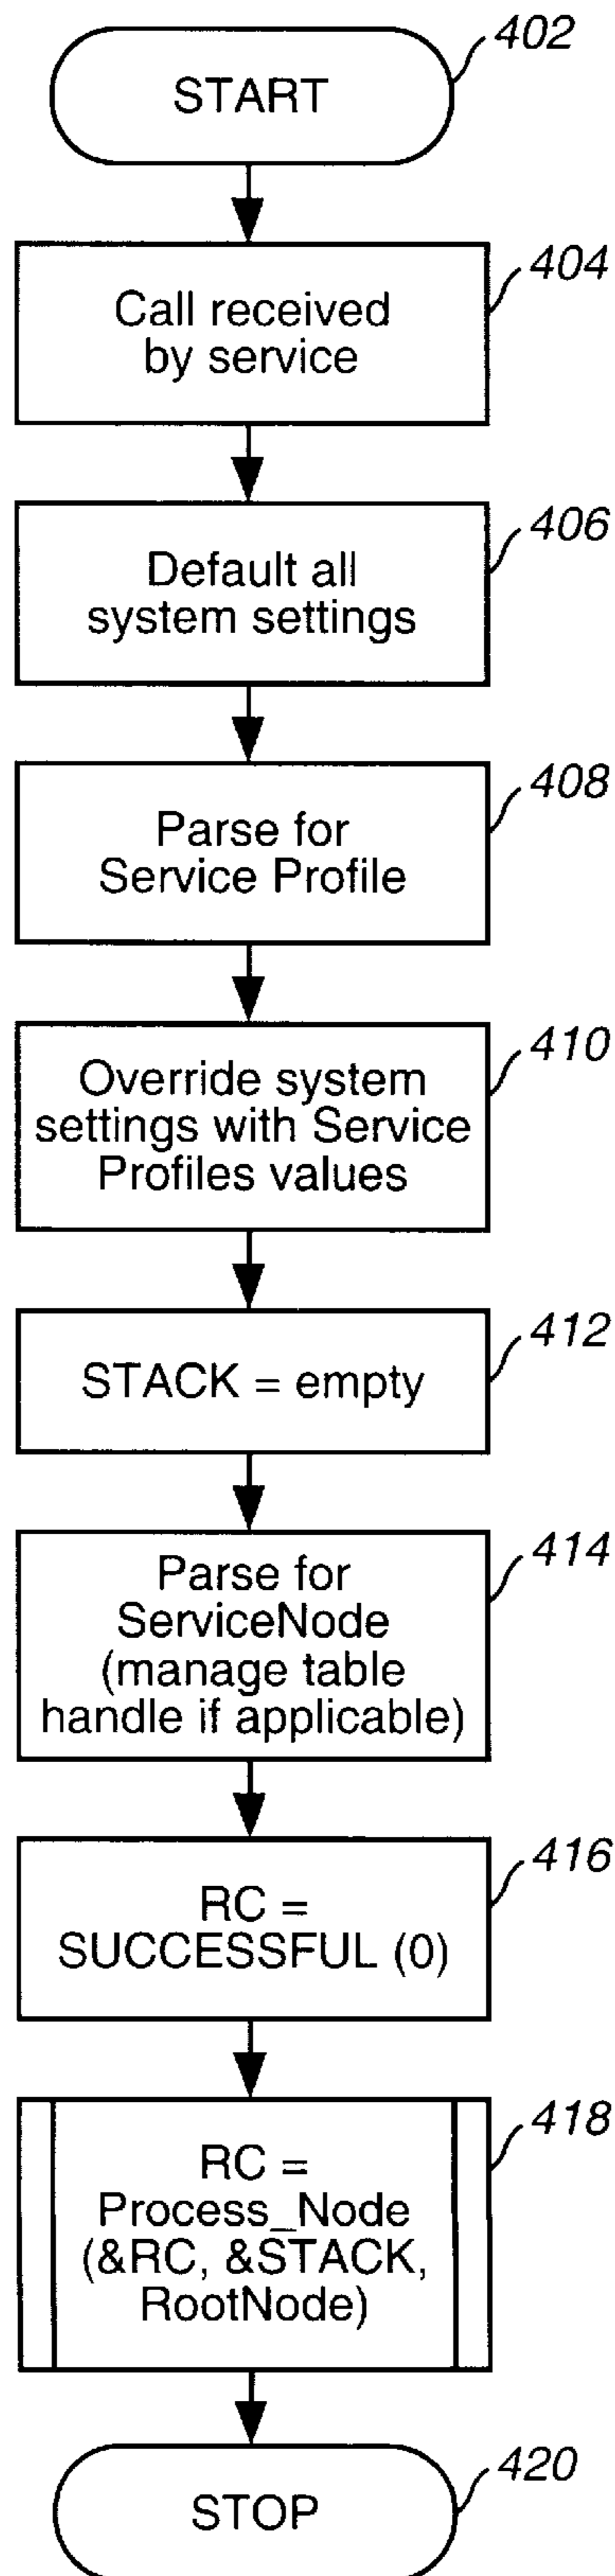 402
START
404
Call received
by service
406
Default all
system settings
408
Parse for
Service Profile
410
Override system
settings with Service
Profiles values
412
STACK = empty
414
Parse for
ServiceNode
(manage table
handle if applicable)
416
RC =
SUCCESSFUL (0)
418
RC =
Process_Node
(&RC, &STACK,
RootNode)
420
STOP